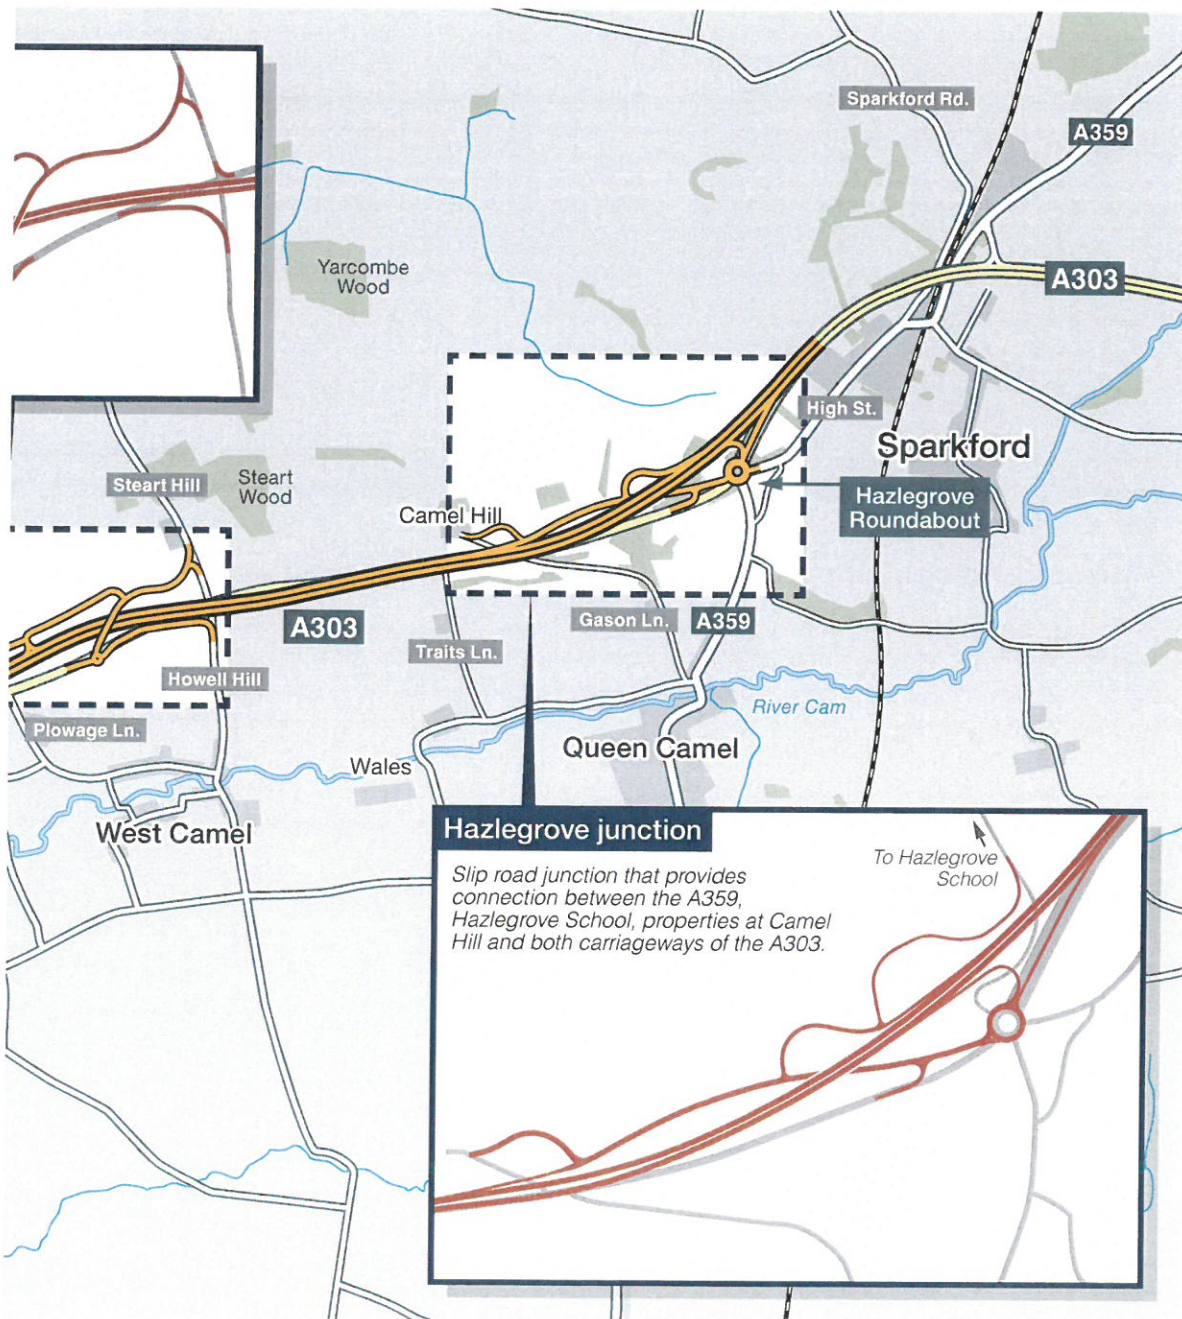 Sparkford Rd.
A359
Yarcombe
Wood
A303
High St.
Sparkford
Steart Hill
Steart
Wood
Hazlegrove
Roundabout
Camel Hill
A303
Gason Ln.
A359
Traits Ln.
Howell Hill
River Cam
Plowage Ln.
Queen Camel
Wales
West Camel
Hazlegrove junction
To Hazlegrove
School
Slip road junction that provides
connection between the A359,
Hazlegrove School, properties at Camel
Hill and both carriageways of the A303.